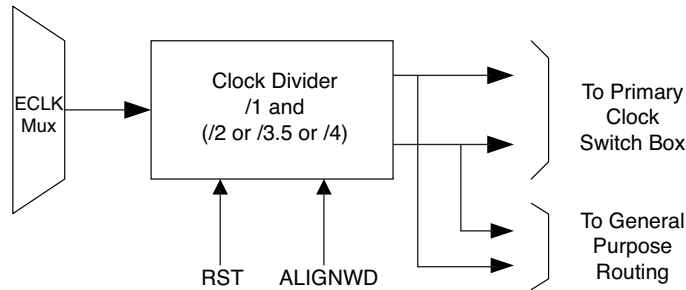 ECLK
Mux
Clock Divider
/1 and
(/2 or /3.5 or /4)
RST
ALIGNWD
To Primary
Clock
Switch Box
To General
Purpose
Routing